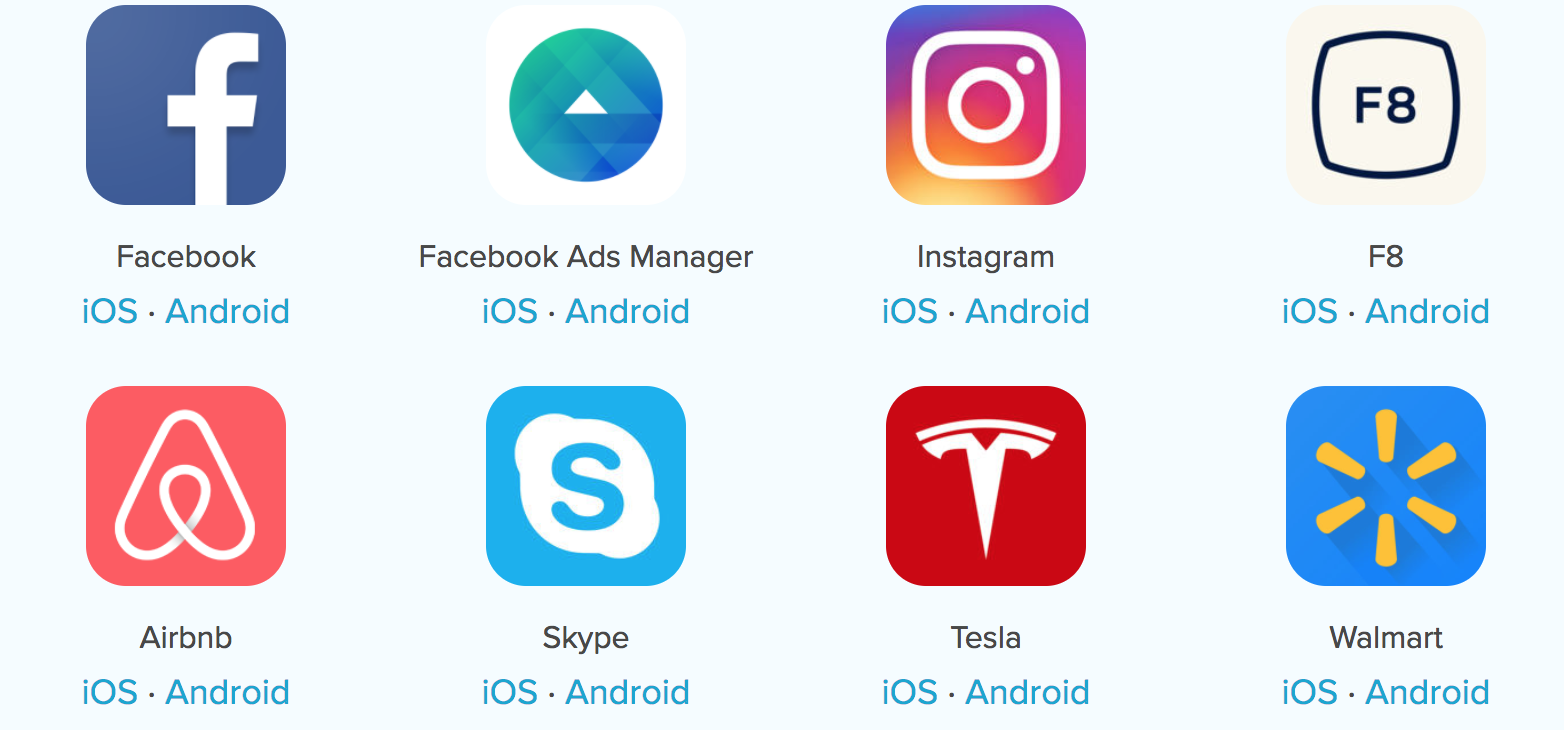 F8
Facebook
Facebook Ads Manager
Instagram
F8
iOS · Android
iOS · Android
iOS · Android
iOS · Android
S
Airbnb
Skype
Tesla
Walmart
iOS · Android
iOS · Android
iOS · Android
iOS · Android